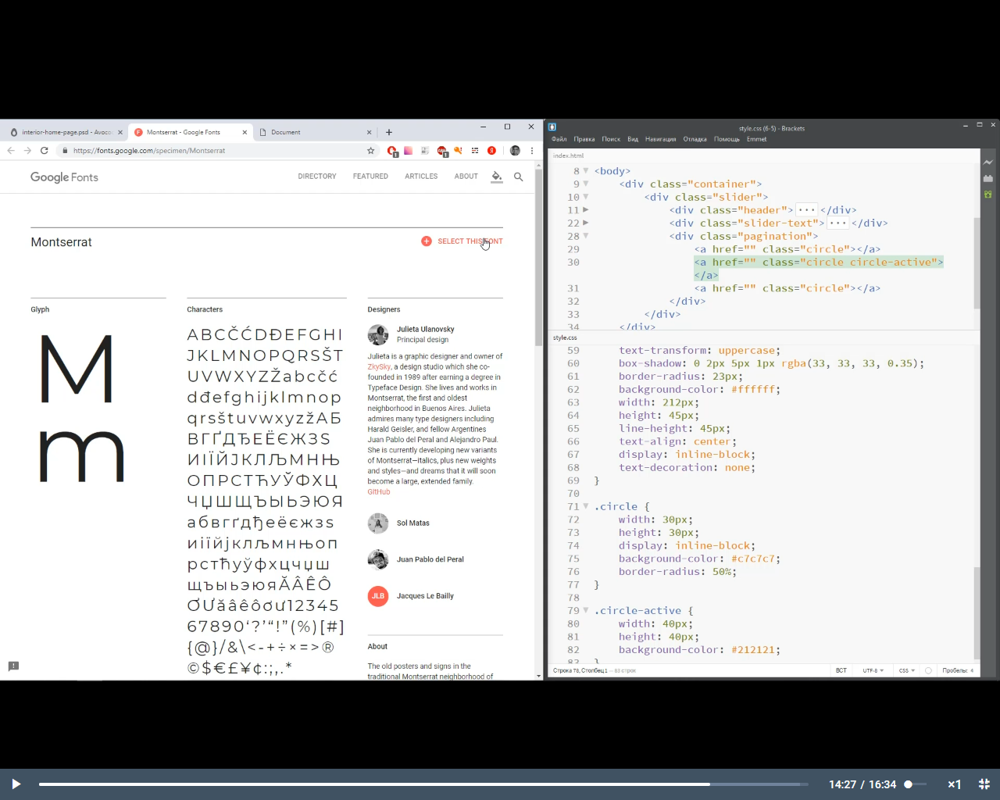 interior-home-page.psd - Avoco
Montserrat - Google Fonts
Document
https://fonts.google.com/specimen/Montserrat
Google Fonts
DIRECTORY
FEATURED
ARTICLES
ABOUT
Montserrat
SELECT THIS FONT
Glyph
M
m
Characters
ABCČĆDĐEFGHI
JKLMNOPQRSŠT
UVWXYZŽabcčć
dđefghijklmnop
qrsštuvwxyzžАБ
ВГҐДЂЕЁЄЖЗЅ
ИІЇЙЈКЛЉМНЊ
ОПРСТЋУЎФХЦ
ЧЏШЩЪЫЬЭЮЯ
абвгґдђеёєжзѕ
иіїйјклљмнњоп
рстћуўфхцчџш
щъыьэюяĂÂÊÔ
ƠƯăâêôơư12345
67890‘?’“!”(%)[#]
{@}/&\<-+÷×=>®
©$€£¥¢:;,.*
Designers
Julieta Ulanovsky
Principal design
Julieta is a graphic designer and owner of
ZkySky, a design studio which she co-
founded in 1989 after earning a degree in
Typeface Design. She lives and works in
Montserrat, the first and oldest
neighborhood in Buenos Aires. Julieta
admires many type designers including
Harald Geisler, and fellow Argentines
Juan Pablo del Peral and Alejandro Paul.
She is currently developing new variants
of Montserrat—italics, plus new weights
and styles—and dreams that it will soon
become a large, extended family.
GitHub
Sol Matas
Juan Pablo del Peral
JLB
Jacques Le Bailly
About
The old posters and signs in the
traditional Montserrat neighborhood of
style.css (6-5) - Brackets
Файл Правка Поиск Вид Навигация Отладка Помощь Emmet
index.html
8 <body>
9 <div class="container">
10 <div class="slider">
11 <div class="header">···</div>
22 <div class="slider-text">···</div>
28 <div class="pagination">
29 <a href="" class="circle"></a>
30 <a href="" class="circle circle-active">
</a>
31 <a href="" class="circle"></a>
32 </div>
33 </div>
34 </div>
style.css
59 text-transform: uppercase;
60 box-shadow: 0 2px 5px 1px rgba(33, 33, 33, 0.35);
61 border-radius: 23px;
62 background-color: #ffffff;
63 width: 212px;
64 height: 45px;
65 line-height: 45px;
66 text-align: center;
67 display: inline-block;
68 text-decoration: none;
69 }
70
71 .circle {
72 width: 30px;
73 height: 30px;
74 display: inline-block;
75 background-color: #c7c7c7;
76 border-radius: 50%;
77 }
78
79 .circle-active {
80 width: 40px;
81 height: 40px;
82 background-color: #212121;
83 }
Строка 78, Столбец 1 — 83 строк
ВСТ
UTF-8
CSS
Пробелы: 4
14:27 / 16:34
×1